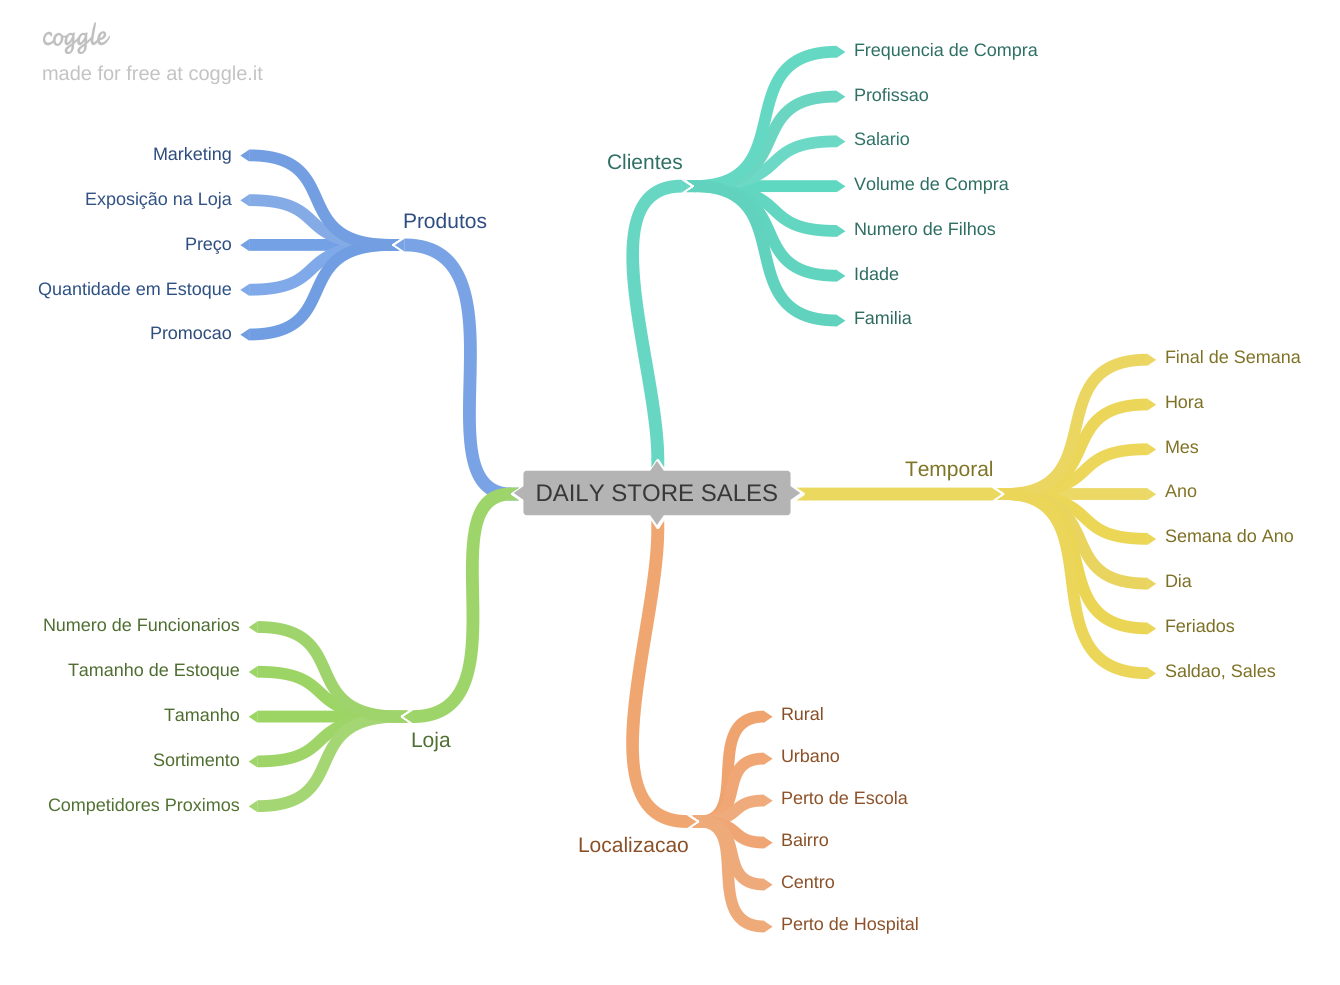 coggle
made for free at coggle.it
DAILY STORE SALES
Produtos
Marketing
Exposição na Loja
Preço
Quantidade em Estoque
Promocao
Clientes
Frequencia de Compra
Profissao
Salario
Volume de Compra
Numero de Filhos
Idade
Familia
Temporal
Final de Semana
Hora
Mes
Ano
Semana do Ano
Dia
Feriados
Saldao, Sales
Loja
Numero de Funcionarios
Tamanho de Estoque
Tamanho
Sortimento
Competidores Proximos
Localizacao
Rural
Urbano
Perto de Escola
Bairro
Centro
Perto de Hospital